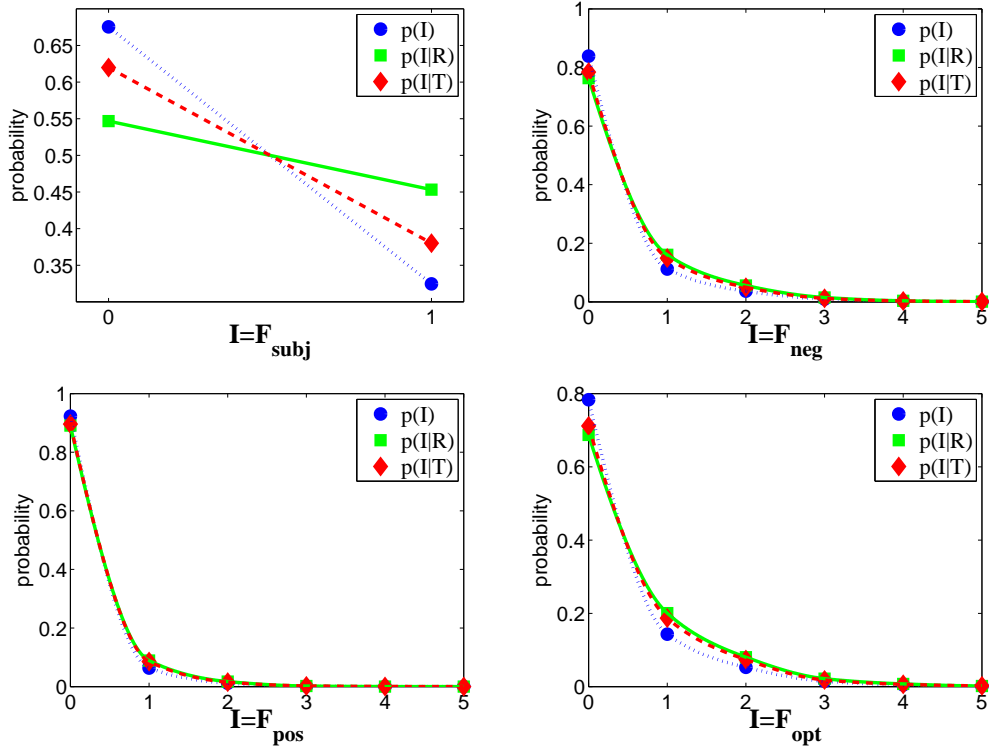 0.65
0.6
0.55
0.5
0.45
0.4
0.35
probability
0 1
I=F_subj
p(I)
p(I|R)
p(I|T)
1
0.8
0.6
0.4
0.2
0
probability
0 1 2 3 4 5
I=F_neg
p(I)
p(I|R)
p(I|T)
1
0.8
0.6
0.4
0.2
0
probability
0 1 2 3 4 5
I=F_pos
p(I)
p(I|R)
p(I|T)
0.8
0.6
0.4
0.2
0
probability
0 1 2 3 4 5
I=F_opt
p(I)
p(I|R)
p(I|T)